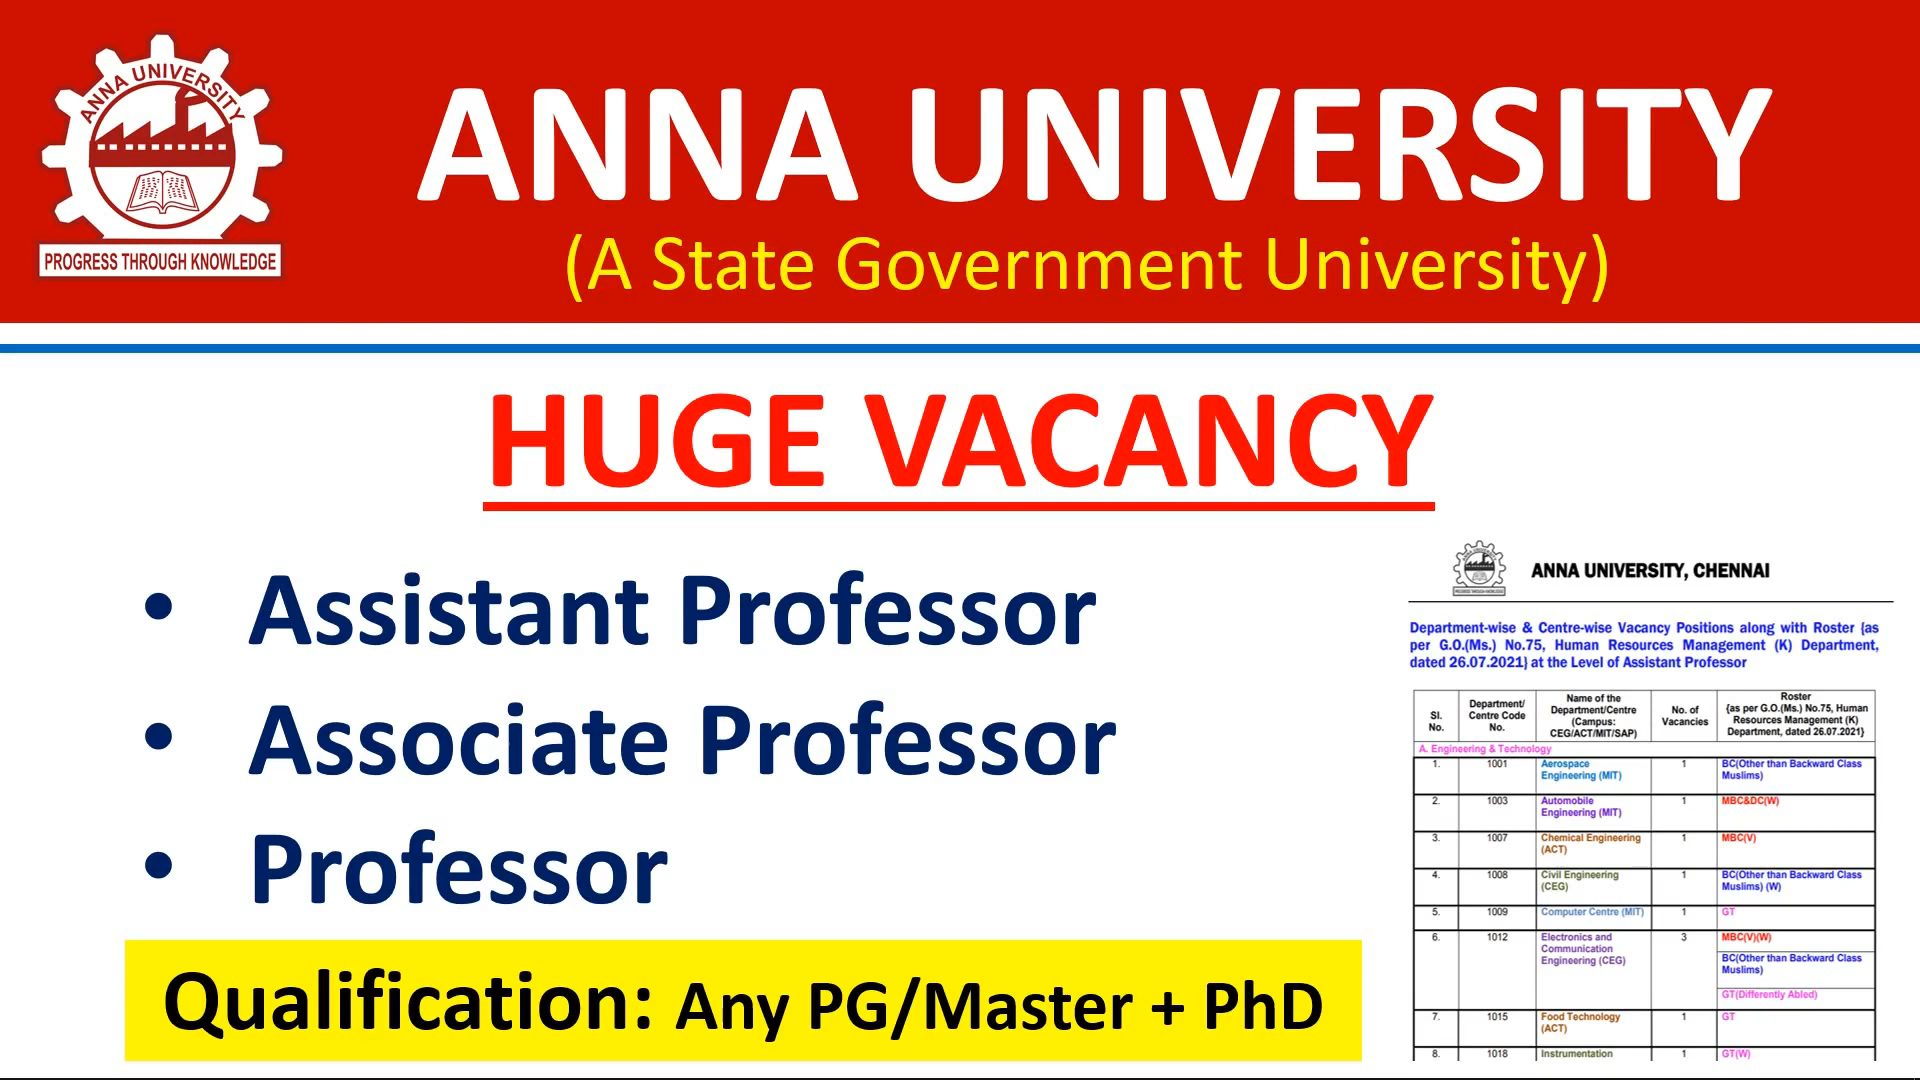 ANNA UNIVERSITY
PROGRESS THROUGH KNOWLEDGE
ANNA UNIVERSITY
(A State Government University)
HUGE VACANCY
• Assistant Professor
• Associate Professor
• Professor
Qualification: Any PG/Master + PhD
ANNA UNIVERSITY, CHENNAI
Department-wise & Centre-wise Vacancy Positions along with Roster {as
per G.O.(Ms.) No.75, Human Resources Management (K) Department,
dated 26.07.2021} at the Level of Assistant Professor
Sl. No. Department/ Centre Code No. Name of the Department/Centre (Campus: CEG/ACT/MIT/SAP) No. of Vacancies Roster {as per G.O.(Ms.) No.75, Human Resources Management (K) Department, dated 26.07.2021}
A. Engineering & Technology
1. 1001 Aerospace Engineering (MIT) 1 BC(Other than Backward Class Muslims)
2. 1003 Automobile Engineering (MIT) 1 MBC&DC(W)
3. 1007 Chemical Engineering (ACT) 1 MBC(V)
4. 1008 Civil Engineering (CEG) 1 BC(Other than Backward Class Muslims) (W)
5. 1009 Computer Centre (MIT) 1 GT
6. 1012 Electronics and Communication Engineering (CEG) 3 MBC(V)(W)
BC(Other than Backward Class Muslims)
GT(Differently Abled)
7. 1015 Food Technology (ACT) 1 GT
8. 1018 Instrumentation 1 GT(W)